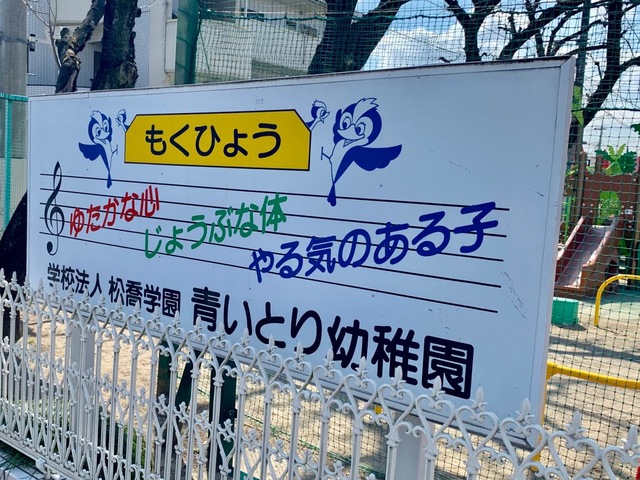 もくひょう
ゆたかな心
じょうぶな体
やる気のある子
学校法人 松喬学園 青いとり幼稚園